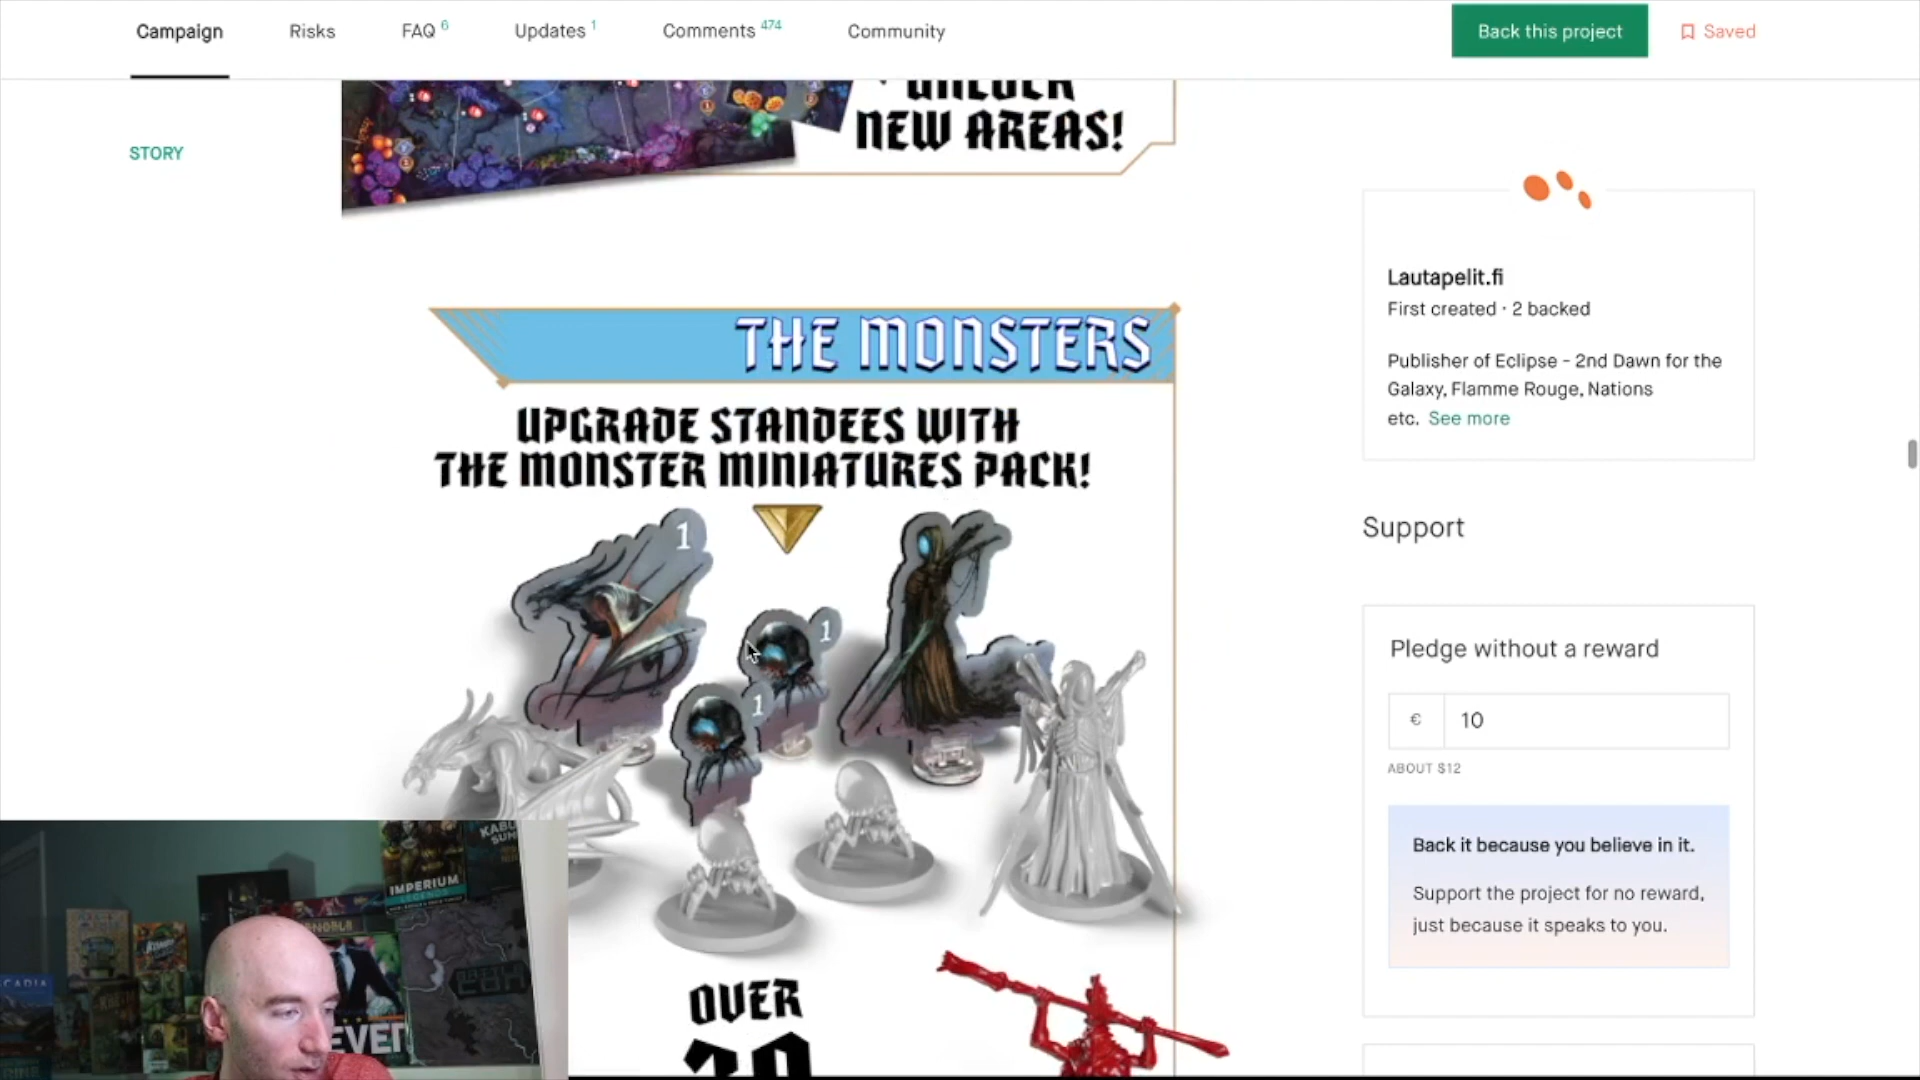 Campaign
Risks
FAQ 6
Updates 1
Comments 474
Community
Back this project
Saved
NEW AREAS!
STORY
THE MONSTERS
UPGRADE STANDEES WITH
THE MONSTER MINIATURES PACK!
1
1
1
OVER
Lautapelit.fi
First created · 2 backed
Publisher of Eclipse - 2nd Dawn for the
Galaxy, Flamme Rouge, Nations
etc. See more
Support
Pledge without a reward
€ 10
ABOUT $12
Back it because you believe in it.
Support the project for no reward,
just because it speaks to you.
IMPERIUM
LEGENDS